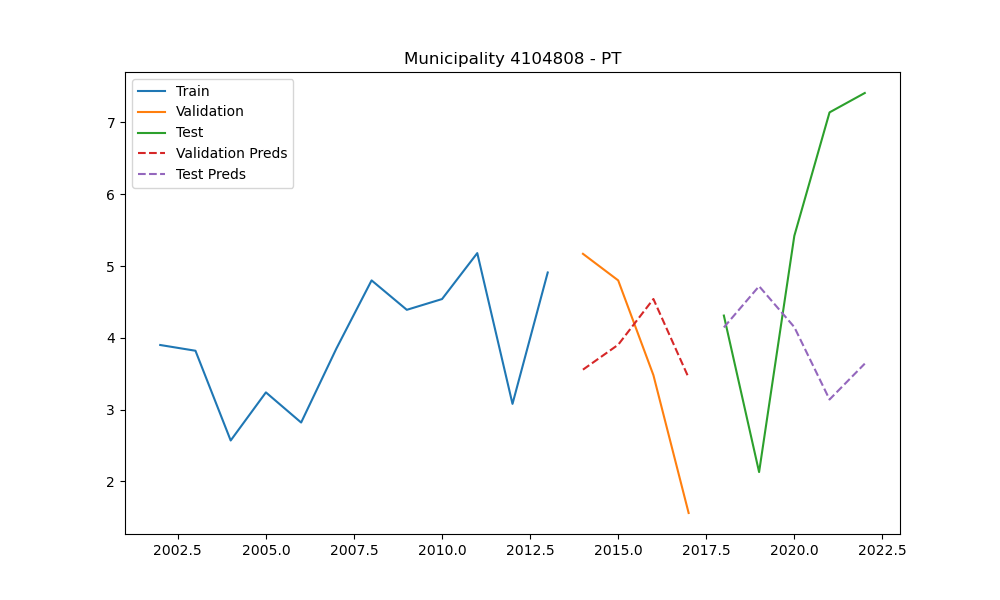 Municipality 4104808 - PT
Train
Validation
Test
Validation Preds
Test Preds
7
6
5
4
3
2
2002.5 2005.0 2007.5 2010.0 2012.5 2015.0 2017.5 2020.0 2022.5